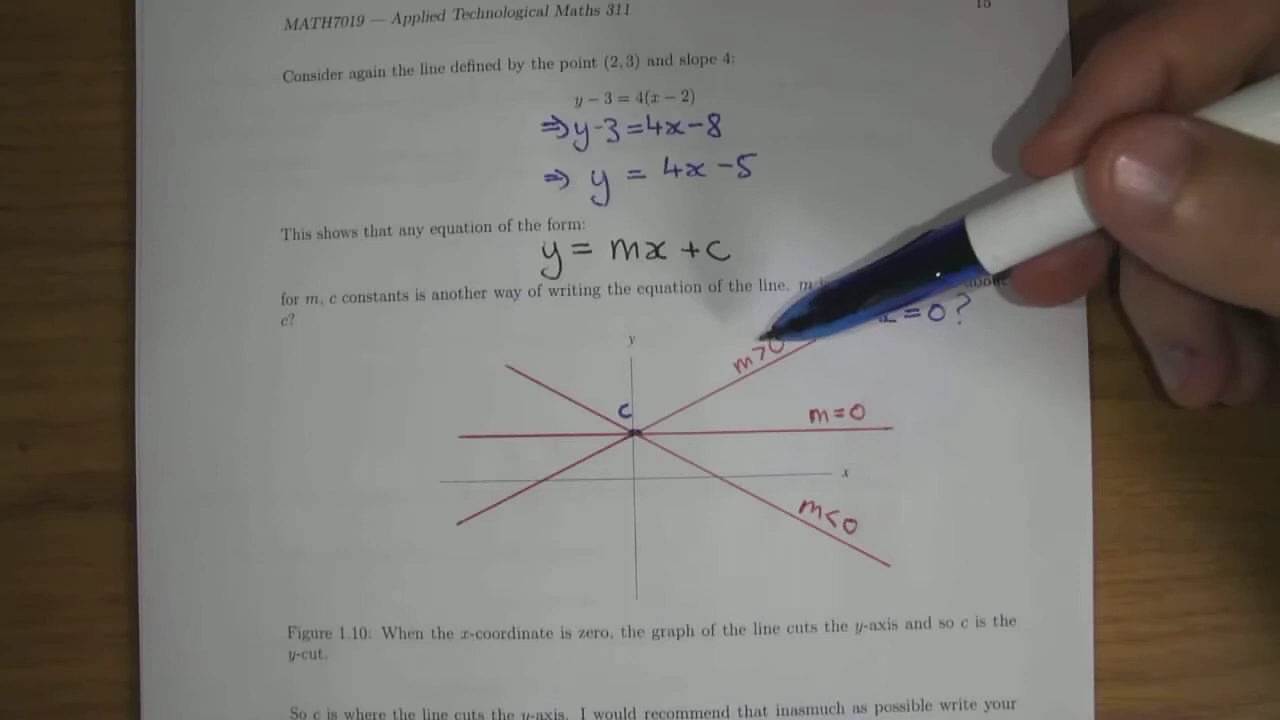 MATH7019 — Applied Technological Maths 311
15
Consider again the line defined by the point (2, 3) and slope 4:
y − 3 = 4(x − 2)
⇒ y - 3 = 4x - 8
⇒ y = 4x - 5
This shows that any equation of the form:
y = mx + c
for m, c constants is another way of writing the equation of the line. m
c?
= 0 ?
y
m > 0
c
m = 0
x
m < 0
Figure 1.10: When the x-coordinate is zero, the graph of the line cuts the y-axis and so c is the
y-cut.
So c is where the line cuts the y-axis. I would recommend that inasmuch as possible write your